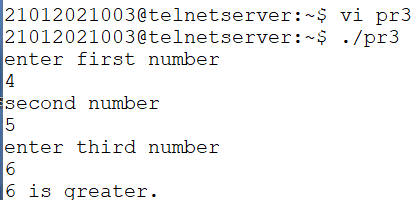 21012021003@telnetserver:~$ vi pr3
21012021003@telnetserver:~$ ./pr3
enter first number
4
second number
5
enter third number
6
6 is greater.